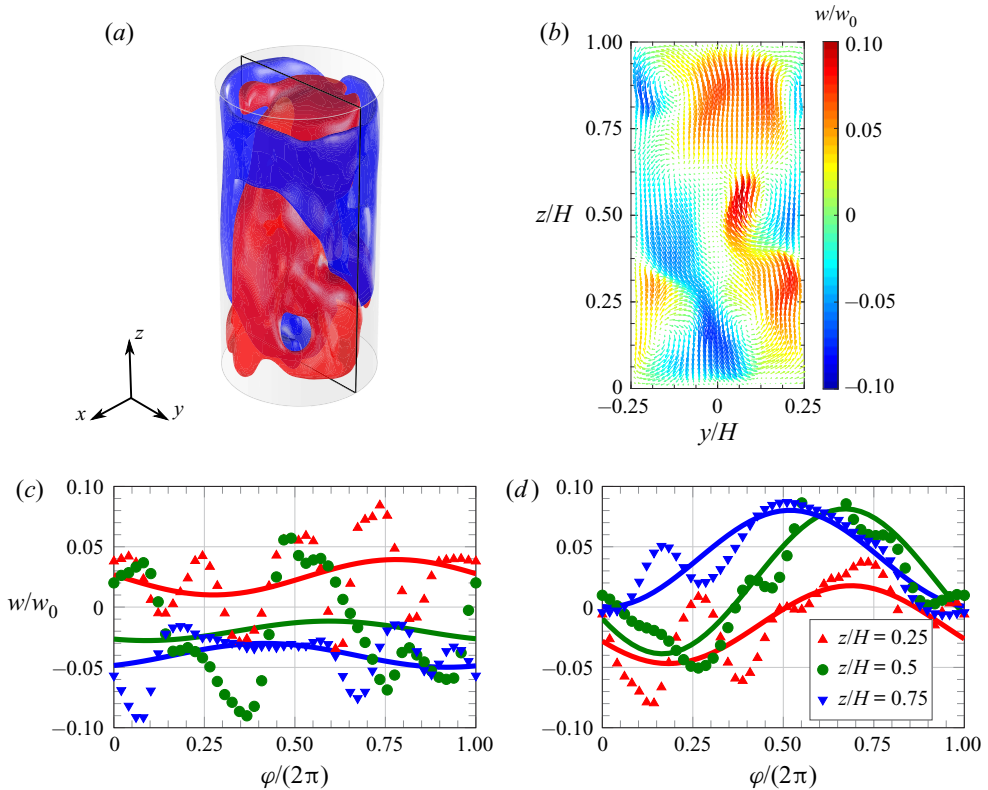 (a)
z
x
y
(b)
w/w0
1.00
0.75
z/H 0.50
0.25
0
−0.25 0 0.25
y/H
0.10
0.05
0
−0.05
−0.10
(c)
0.10
0.05
w/w0 0
−0.05
−0.10
0 0.25 0.50 0.75 1.00
φ/(2π)
(d)
0.10
0.05
0
−0.05
−0.10
z/H = 0.25
z/H = 0.5
z/H = 0.75
0 0.25 0.50 0.75 1.00
φ/(2π)